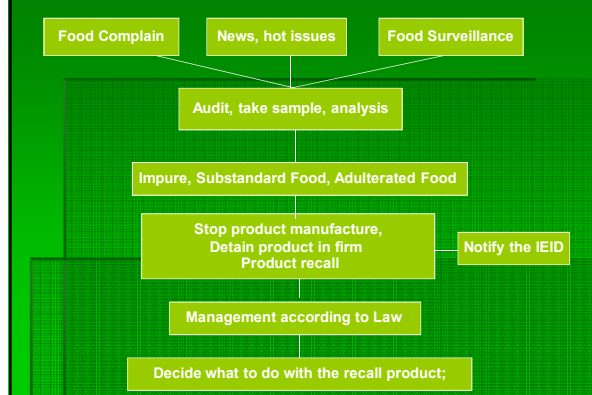 Food Complain
News, hot issues
Food Surveillance
Audit, take sample, analysis
Impure, Substandard Food, Adulterated Food
Stop product manufacture,
Detain product in firm
Product recall
Notify the IEID
Management according to Law
Decide what to do with the recall product;